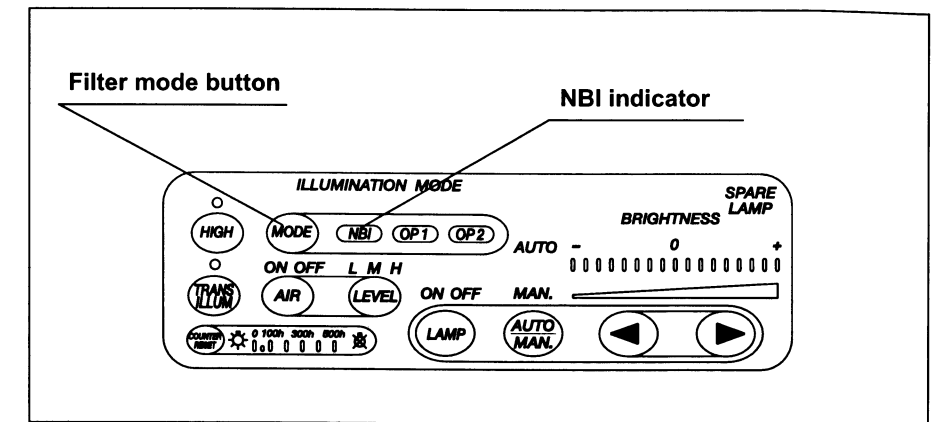 Filter mode button
NBI indicator
ILLUMINATION MODE
SPARE LAMP
HIGH
MODE
NBI
OP1
OP2
BRIGHTNESS
AUTO
- 0 +
TRANS ILLUM
ON OFF
L M H
AIR
LEVEL
ON OFF
MAN.
COUNTER RESET
0 100h 300h 500h
LAMP
AUTO
MAN.